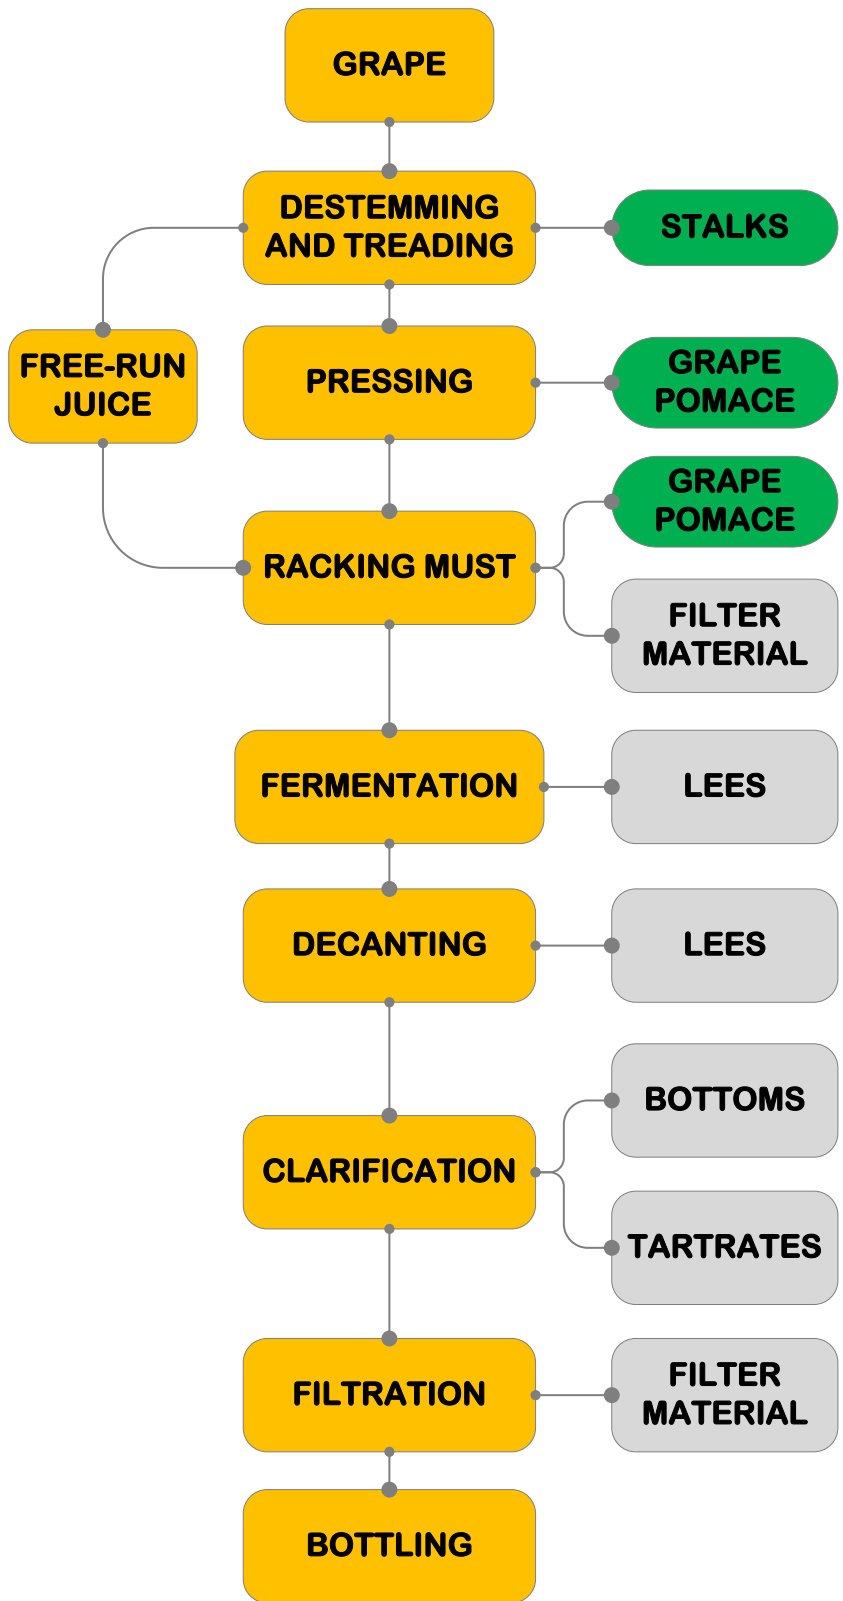 GRAPE
DESTEMMING
AND TREADING
STALKS
FREE-RUN
JUICE
PRESSING
GRAPE
POMACE
RACKING MUST
GRAPE
POMACE
FILTER
MATERIAL
FERMENTATION
LEES
DECANTING
LEES
CLARIFICATION
BOTTOMS
TARTRATES
FILTRATION
FILTER
MATERIAL
BOTTLING